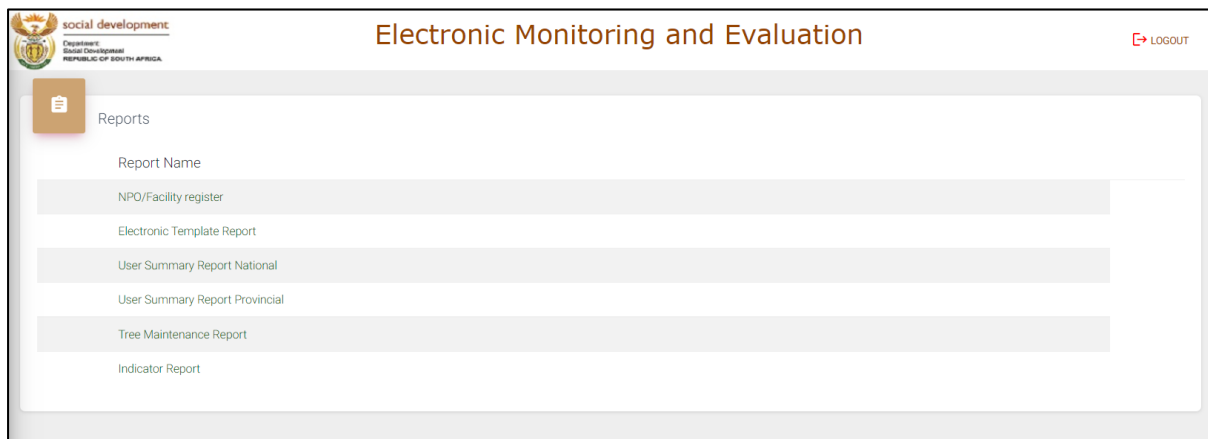 social development
Department:
Social Development
REPUBLIC OF SOUTH AFRICA
Electronic Monitoring and Evaluation
LOGOUT
Reports
Report Name
NPO/Facility register
Electronic Template Report
User Summary Report National
User Summary Report Provincial
Tree Maintenance Report
Indicator Report